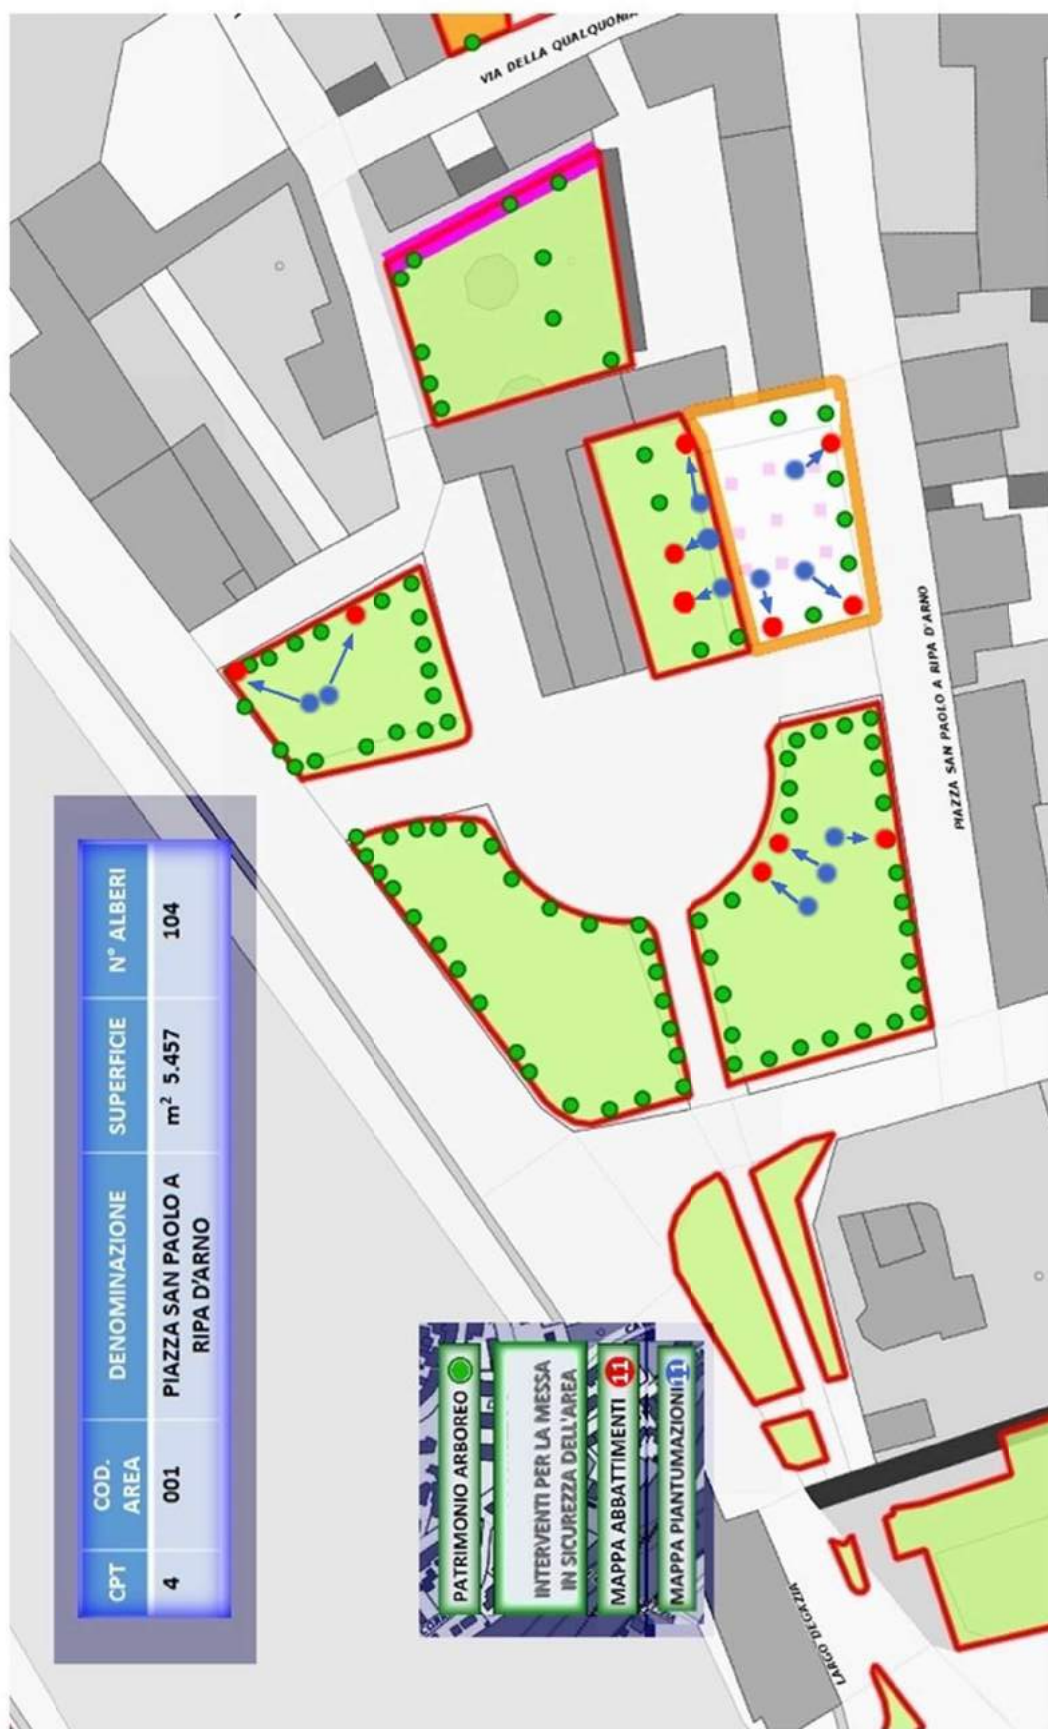 VIA DELLA QUALQUONIA
PIAZZA SAN PAOLO A RIPA D'ARNO
CPT
COD.
AREA
DENOMINAZIONE
SUPERFICIE
N° ALBERI
4
001
PIAZZA SAN PAOLO A
RIPA D'ARNO
m² 5.457
104
PATRIMONIO ARBOREO
INTERVENTI PER LA MESSA
IN SICUREZZA DELL'AREA
MAPPA ABBATTIMENTI 11
MAPPA PIANTUMAZIONI 11
LARGO